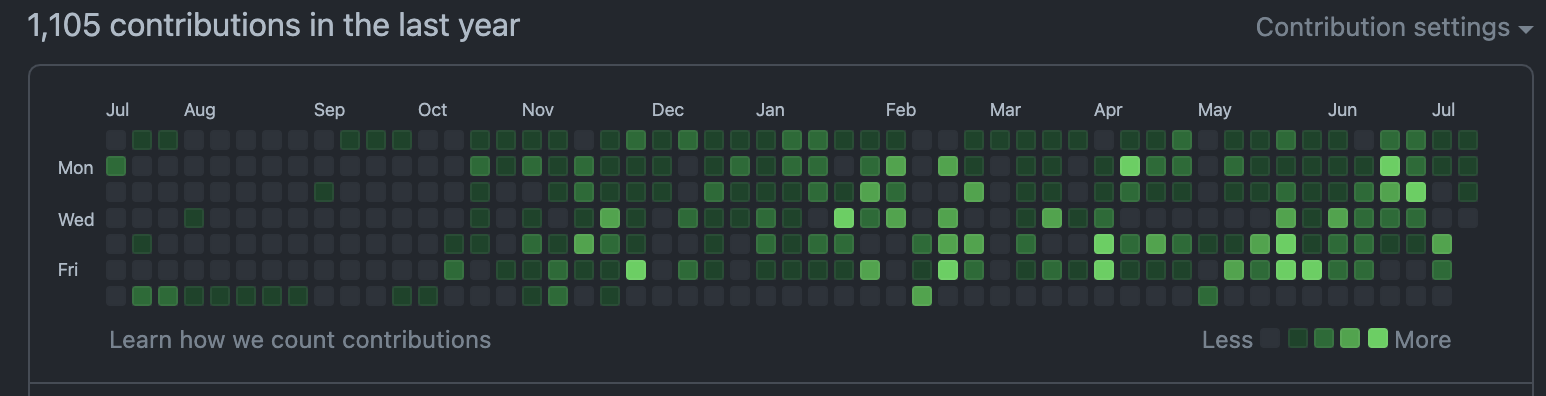 1,105 contributions in the last year
Contribution settings
Jul Aug Sep Oct Nov Dec Jan Feb Mar Apr May Jun Jul
Mon
Wed
Fri
Learn how we count contributions
Less More